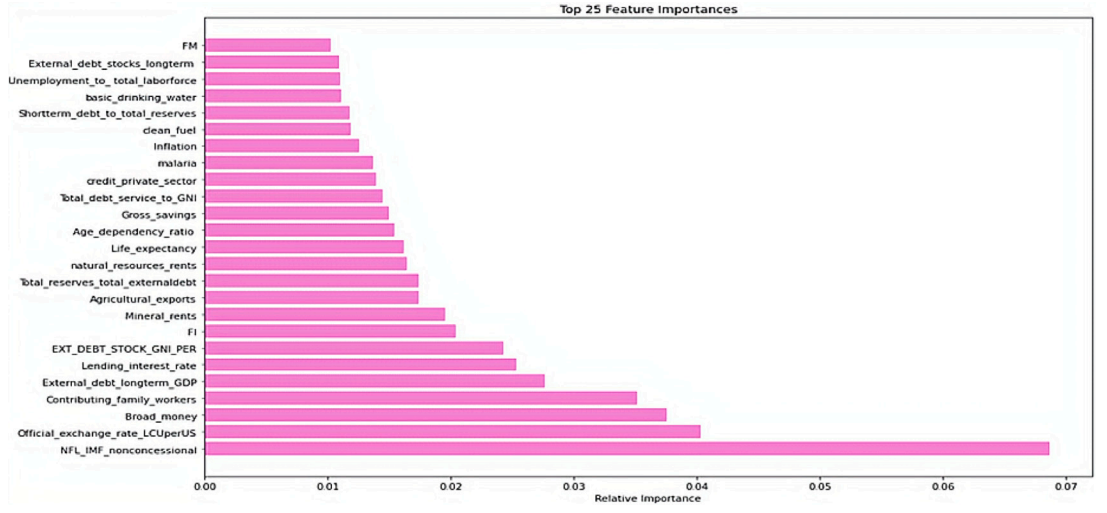 Top 25 Feature Importances
FM
External_debt_stocks_longterm
Unemployment_to_ total_laborforce
basic_drinking_water
Shortterm_debt_to_total_reserves
clean_fuel
Inflation
malaria
credit_private_sector
Total_debt_service_to_GNI
Gross_savings
Age_dependency_ratio
Life_expectancy
natural_resources_rents
Total_reserves_total_externaldebt
Agricultural_exports
Mineral_rents
FI
EXT_DEBT_STOCK_GNI_PER
Lending_interest_rate
External_debt_longterm_GDP
Contributing_family_workers
Broad_money
Official_exchange_rate_LCUperUS
NFL_IMF_nonconcessional
0.00 0.01 0.02 0.03 0.04 0.05 0.06 0.07
Relative Importance